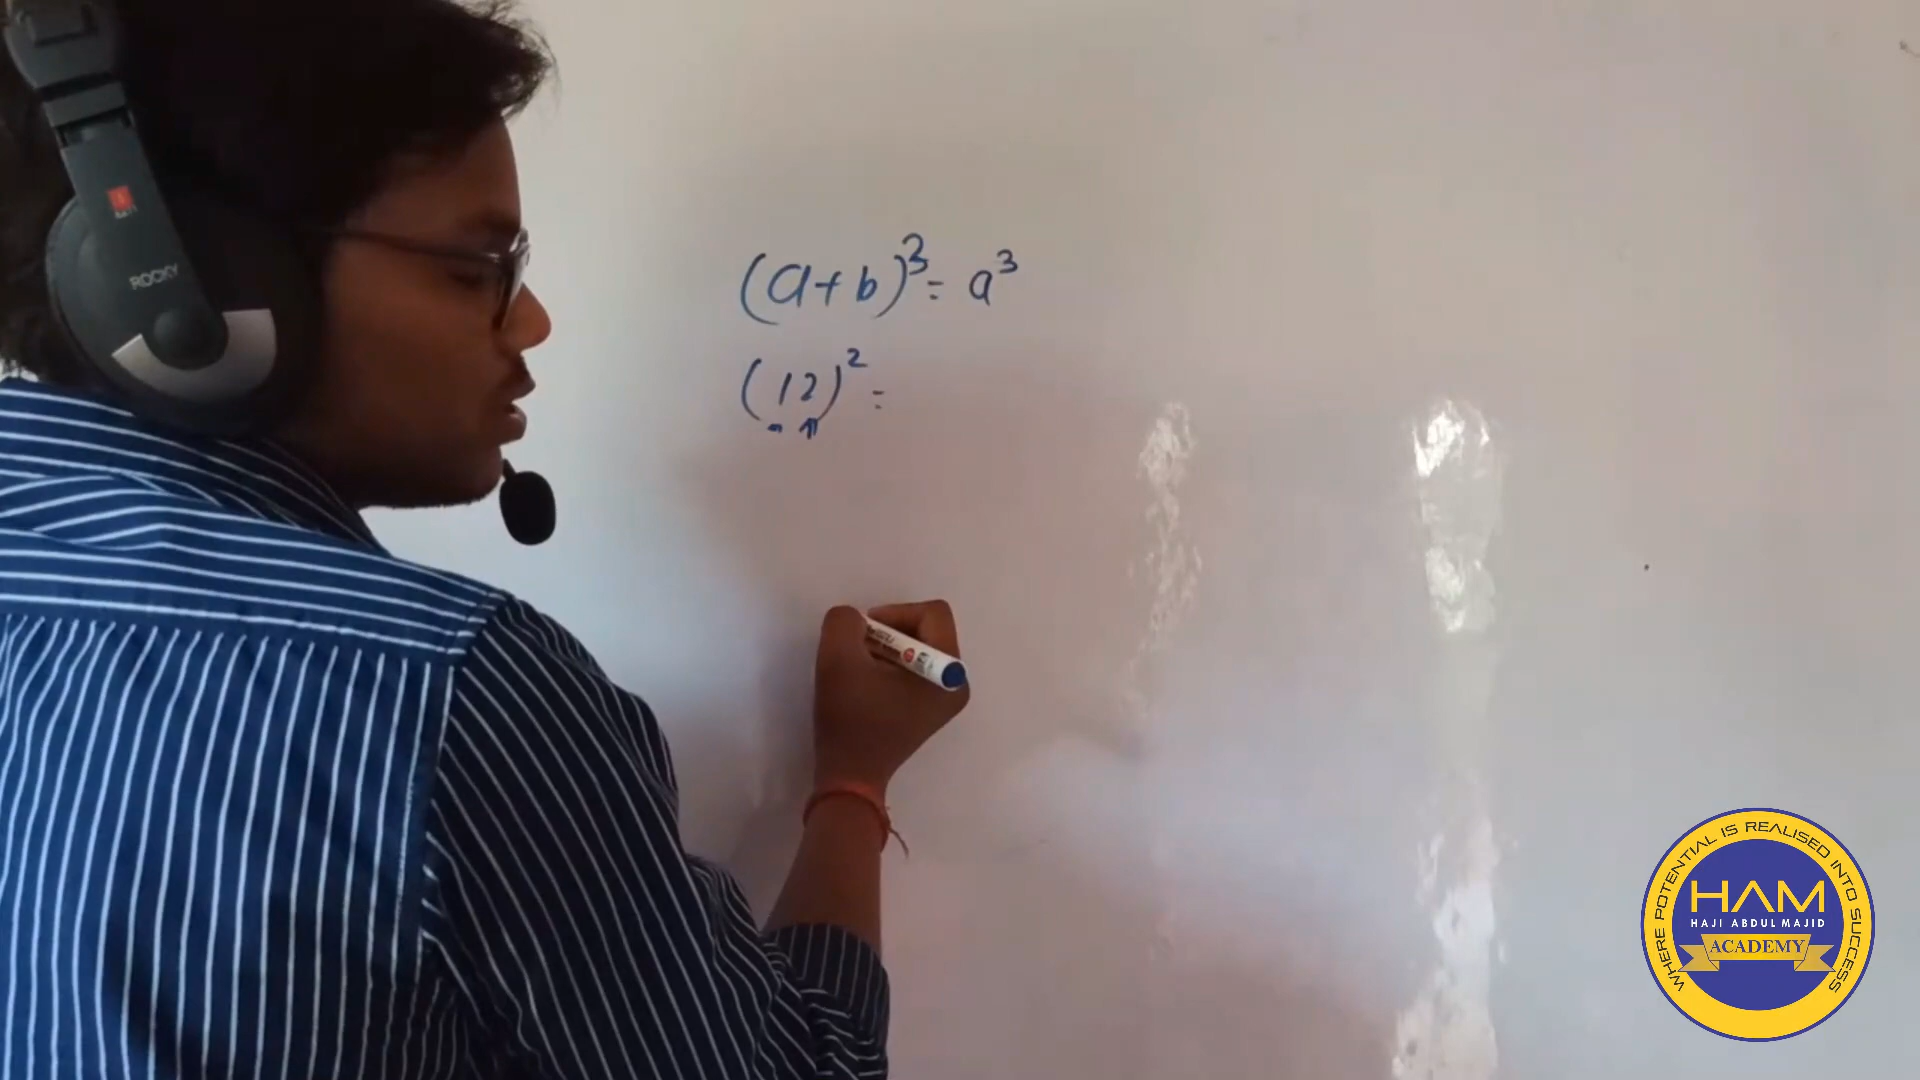 (a+b)³= a³
(12)²=
ROCKY
WHERE POTENTIAL IS REALISED INTO SUCCESS
HAM
HAJI ABDUL MAJID
ACADEMY